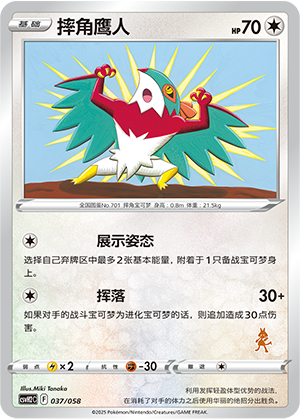 基础 摔角鹰人 HP70
全国图鉴No.701 摔角宝可梦 身高：0.8m 体重：21.5kg
展示姿态
选择自己弃牌区中最多2张基本能量，附着于1只备战宝可梦身
上。
挥落 30+
如果对手的战斗宝可梦为进化宝可梦的话，则追加造成30点伤
害。
弱点 ×2 抵抗力 -30 撤退
Illus.Miki Tanaka
利用发挥轻盈体型优势的战法，
CSVM2C F 037/058 在消耗了对手的体力之后使用华丽的绝招分出胜负。
©2025 Pokémon/Nintendo/Creatures/GAME FREAK.